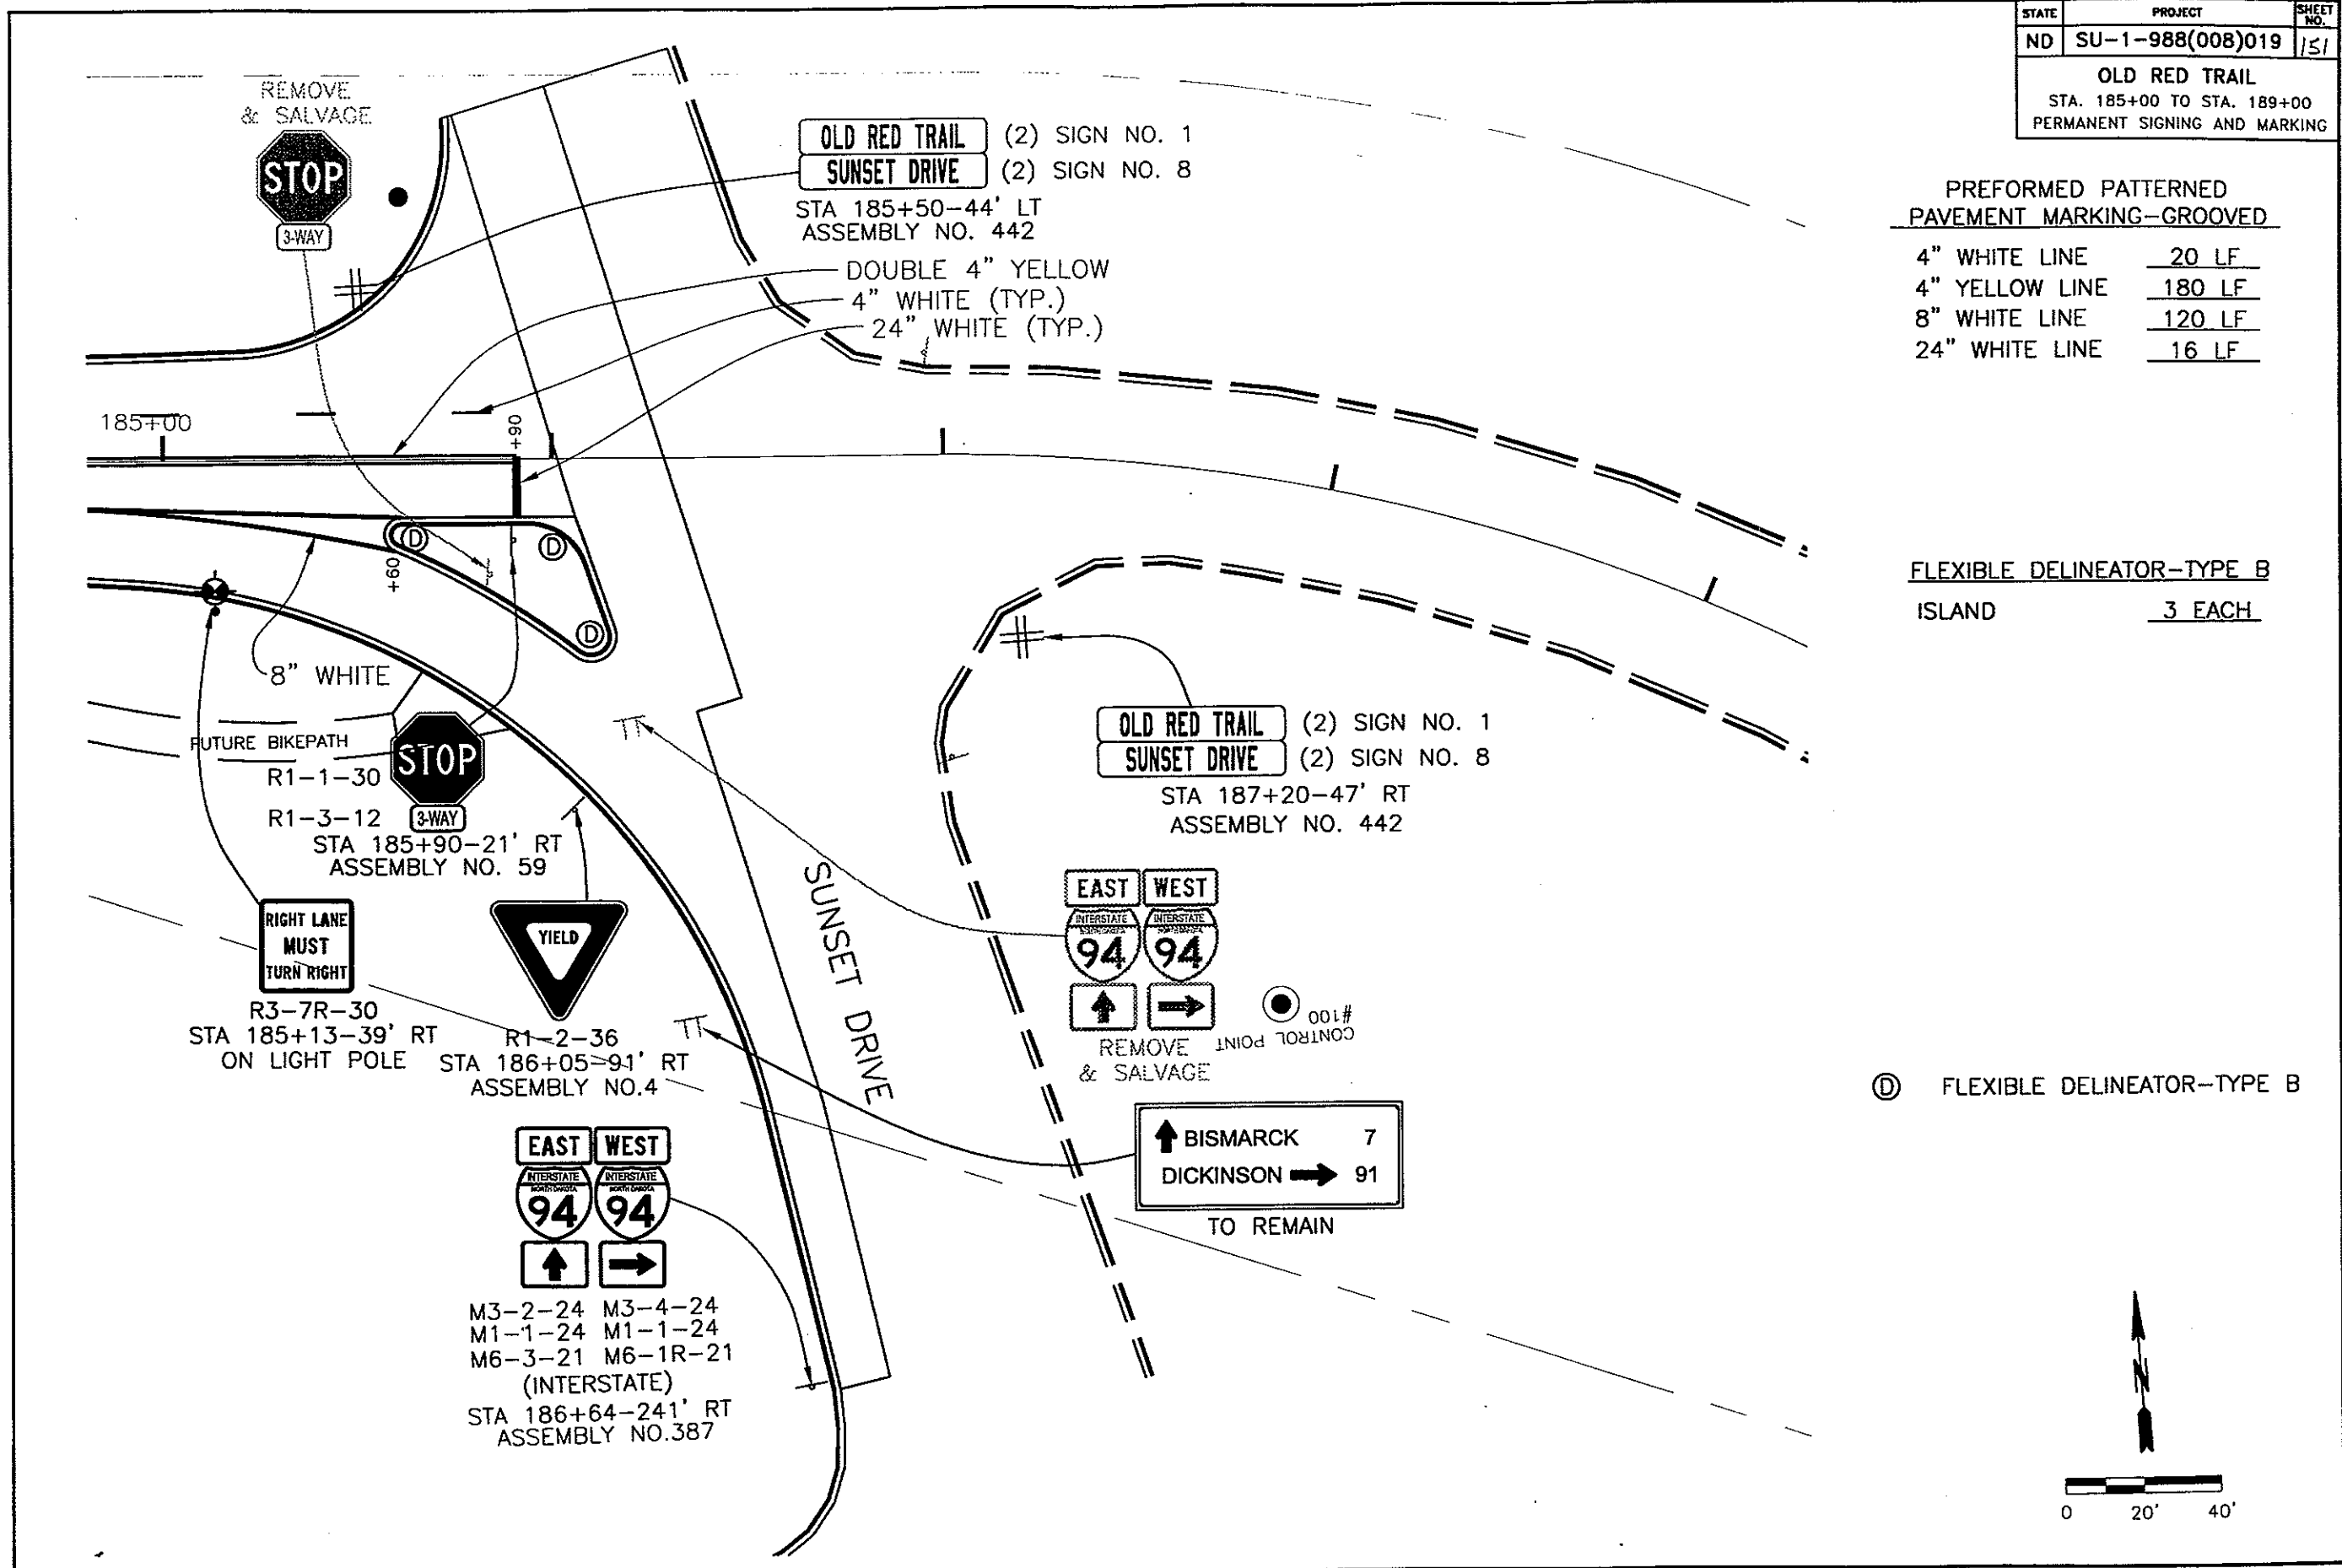 STATE PROJECT SHEET NO.
ND SU-1-988(008)019 151
OLD RED TRAIL
STA. 185+00 TO STA. 189+00
PERMANENT SIGNING AND MARKING
REMOVE
& SALVAGE
STOP
3-WAY
OLD RED TRAIL (2) SIGN NO. 1
SUNSET DRIVE (2) SIGN NO. 8
STA 185+50-44' LT
ASSEMBLY NO. 442
DOUBLE 4" YELLOW
4" WHITE (TYP.)
24" WHITE (TYP.)
PREFORMED PATTERNED
PAVEMENT MARKING-GROOVED
4" WHITE LINE 20 LF
4" YELLOW LINE 180 LF
8" WHITE LINE 120 LF
24" WHITE LINE 16 LF
185+00
+90
D
D
D
+60
8" WHITE
FLEXIBLE DELINEATOR-TYPE B
ISLAND 3 EACH
FUTURE BIKEPATH
STOP
R1-1-30
R1-3-12 3-WAY
STA 185+90-21' RT
ASSEMBLY NO. 59
OLD RED TRAIL (2) SIGN NO. 1
SUNSET DRIVE (2) SIGN NO. 8
STA 187+20-47' RT
ASSEMBLY NO. 442
SUNSET DRIVE
RIGHT LANE
MUST
TURN RIGHT
R3-7R-30
STA 185+13-39' RT
ON LIGHT POLE
YIELD
R1-2-36
STA 186+05-91' RT
ASSEMBLY NO.4
EAST WEST
INTERSTATE INTERSTATE
94 94
REMOVE
& SALVAGE
CONTROL POINT
#100
D FLEXIBLE DELINEATOR-TYPE B
BISMARCK 7
DICKINSON 91
TO REMAIN
EAST WEST
INTERSTATE INTERSTATE
NORTH DAKOTA NORTH DAKOTA
94 94
M3-2-24 M3-4-24
M1-1-24 M1-1-24
M6-3-21 M6-1R-21
(INTERSTATE)
STA 186+64-241' RT
ASSEMBLY NO.387
N
0 20' 40'